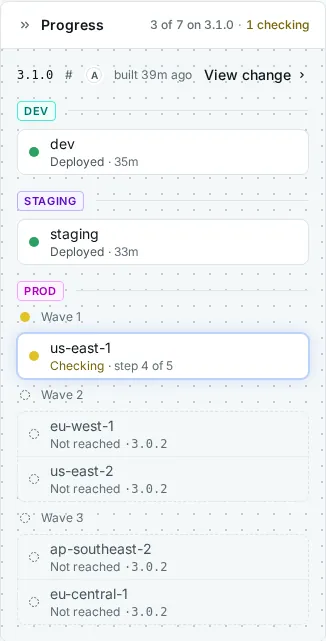 » Progress 3 of 7 on 3.1.0 · 1 checking
3.1.0 # A built 39m ago View change ›
DEV
dev
Deployed · 35m
STAGING
staging
Deployed · 33m
PROD
Wave 1
us-east-1
Checking · step 4 of 5
Wave 2
eu-west-1
Not reached ·3.0.2
us-east-2
Not reached ·3.0.2
Wave 3
ap-southeast-2
Not reached ·3.0.2
eu-central-1
Not reached ·3.0.2